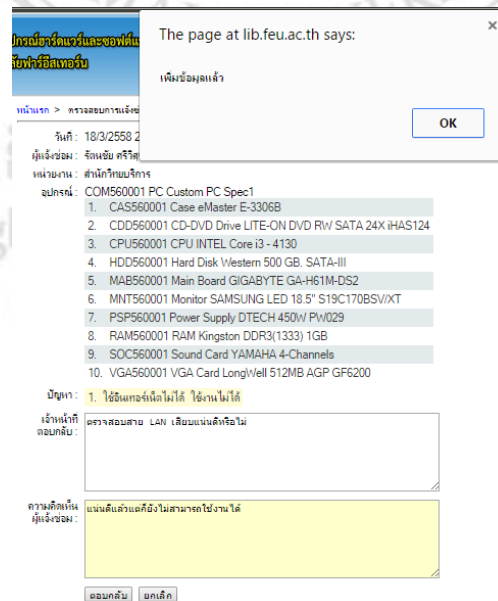 The page at lib.feu.ac.th says:
เพิ่มข้อมูลแล้ว
OK
ปกรณ์ฮาร์ดแวร์และซอฟต์แ
ลัยฟาร์อีสเทอร์น
หน้าแรก > ตรวจสอบการแจ้งซ่
วันที่ : 18/3/2558 2
ผู้แจ้งซ่อม : รัตนชัย ศรีวิสุ
หน่วยงาน : สำนักวิทยบริการ
อุปกรณ์ : COM560001 PC Custom PC Spec1
1. CAS560001 Case eMaster E-3306B
2. CDD560001 CD-DVD Drive LITE-ON DVD RW SATA 24X iHAS124
3. CPU560001 CPU INTEL Core i3 - 4130
4. HDD560001 Hard Disk Western 500 GB. SATA-III
5. MAB560001 Main Board GIGABYTE GA-H61M-DS2
6. MNT560001 Monitor SAMSUNG LED 18.5" S19C170BSV/XT
7. PSP560001 Power Supply DTECH 450W PW029
8. RAM560001 RAM Kingston DDR3(1333) 1GB
9. SOC560001 Sound Card YAMAHA 4-Channels
10. VGA560001 VGA Card LongWell 512MB AGP GF6200
ปัญหา : 1. ใช้อินเทอร์เน็ตไม่ได้ ใช้งานไม่ได้
เจ้าหน้าที่
ตอบกลับ :
ตรวจสอบสาย LAN เสียบแน่นดีหรือไม่
ความคิดเห็น
ผู้แจ้งซ่อม :
แน่นดีแล้วแต่ก็ยังไม่สามารถใช้งานได้
ตอบกลับ ยกเลิก